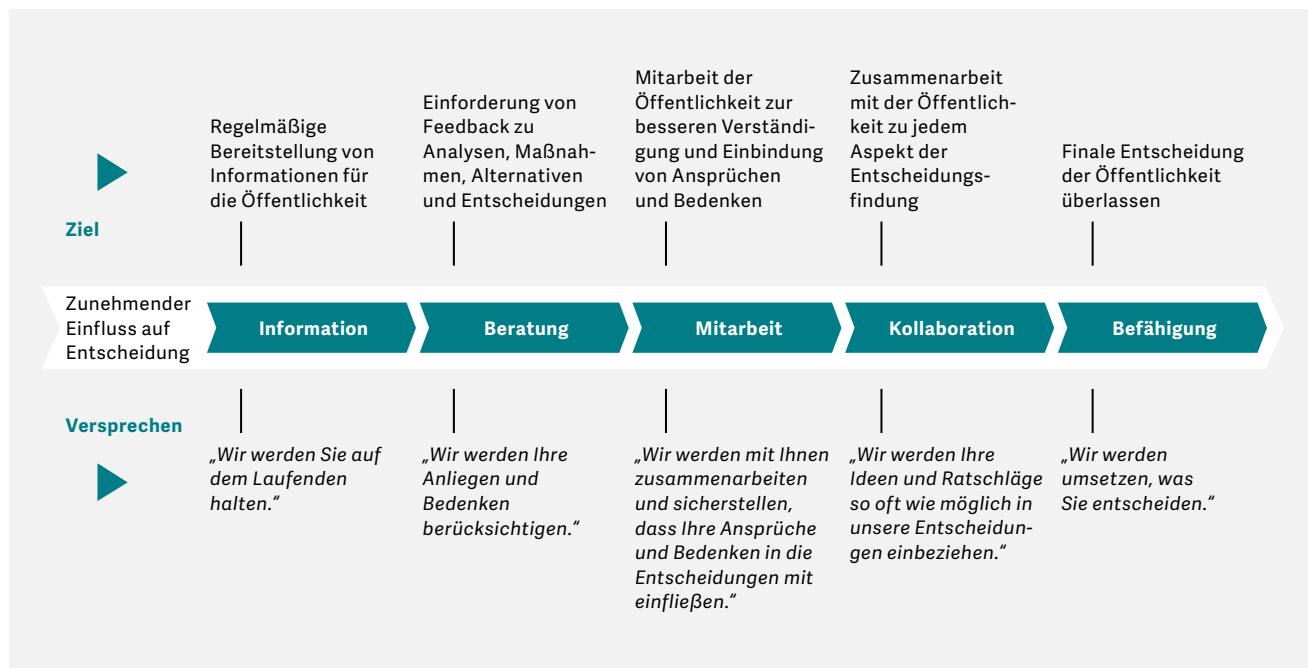 Regelmäßige
Bereitstellung von
Informationen für
die Öffentlichkeit
Einforderung von
Feedback zu
Analysen, Maßnah-
men, Alternativen
und Entscheidungen
Mitarbeit der
Öffentlichkeit zur
besseren Verständi-
gung und Einbindung
von Ansprüchen
und Bedenken
Zusammenarbeit
mit der Öffentlich-
keit zu jedem
Aspekt der
Entscheidungs-
findung
Finale Entscheidung
der Öffentlichkeit
überlassen
Ziel
Zunehmender
Einfluss auf
Entscheidung
Information
Beratung
Mitarbeit
Kollaboration
Befähigung
Versprechen
„Wir werden Sie auf
dem Laufenden
halten.“
„Wir werden Ihre
Anliegen und
Bedenken
berücksichtigen.“
„Wir werden mit Ihnen
zusammenarbeiten
und sicherstellen,
dass Ihre Ansprüche
und Bedenken in die
Entscheidungen mit
einfließen.“
„Wir werden Ihre
Ideen und Ratschläge
so oft wie möglich in
unsere Entscheidun-
gen einbeziehen.“
„Wir werden
umsetzen, was
Sie entscheiden.“